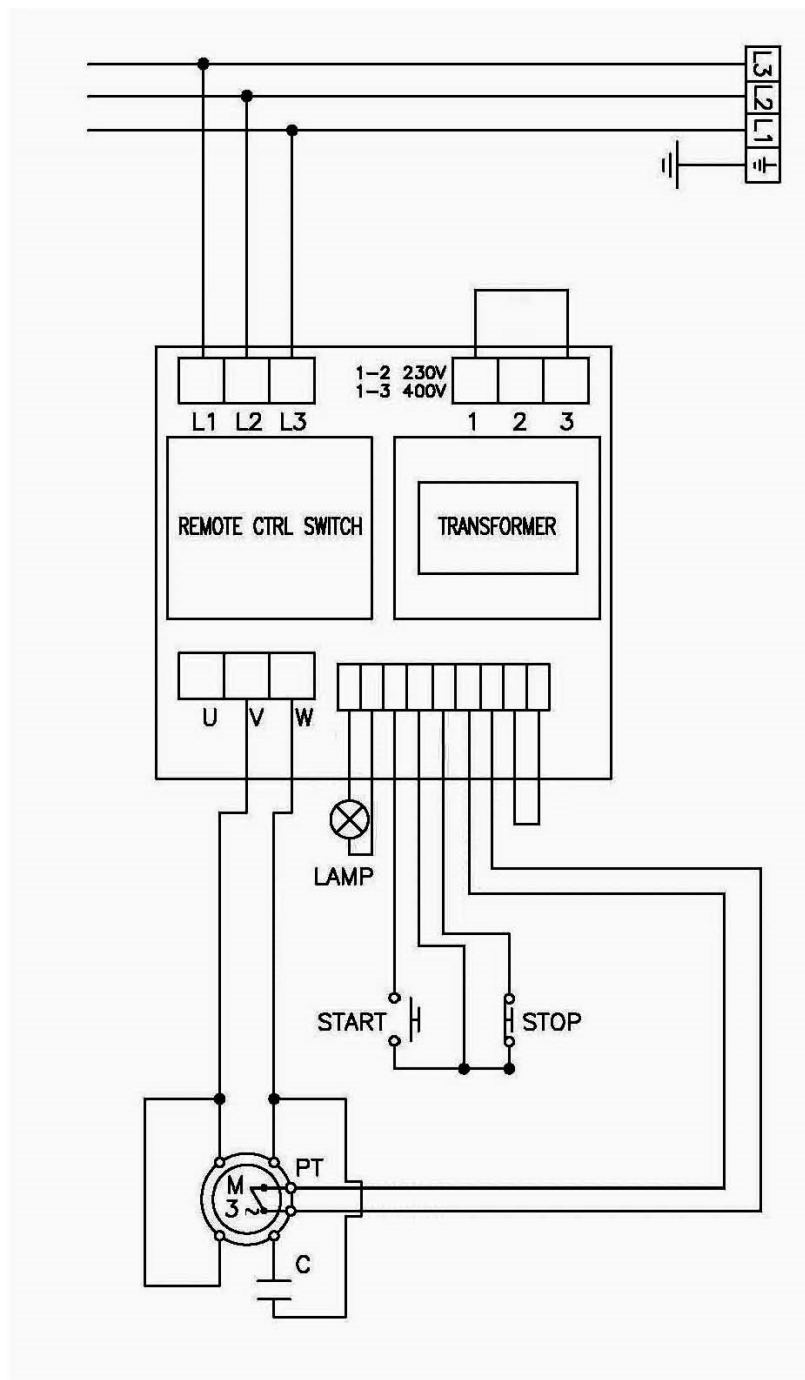 L3
L2
L1
1-2 230V
1-3 400V
L1 L2 L3
1 2 3
REMOTE CTRL SWITCH
TRANSFORMER
U V W
LAMP
START
STOP
PT
M
3 ~
C